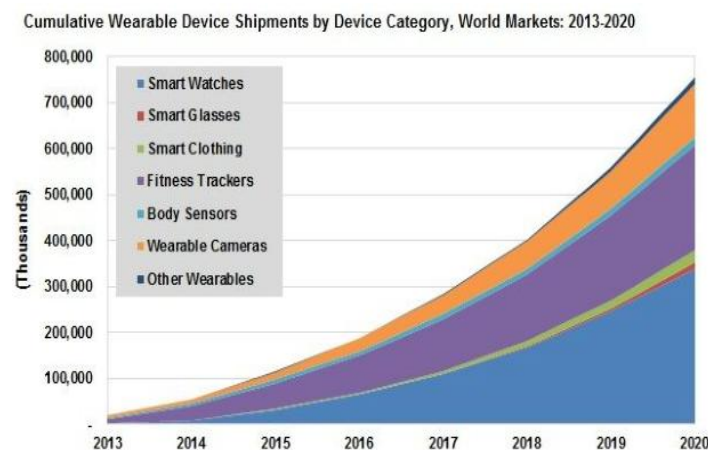 Cumulative Wearable Device Shipments by Device Category, World Markets: 2013-2020
800,000
700,000
600,000
500,000
400,000
300,000
200,000
100,000
-
(Thousands)
Smart Watches
Smart Glasses
Smart Clothing
Fitness Trackers
Body Sensors
Wearable Cameras
Other Wearables
2013 2014 2015 2016 2017 2018 2019 2020